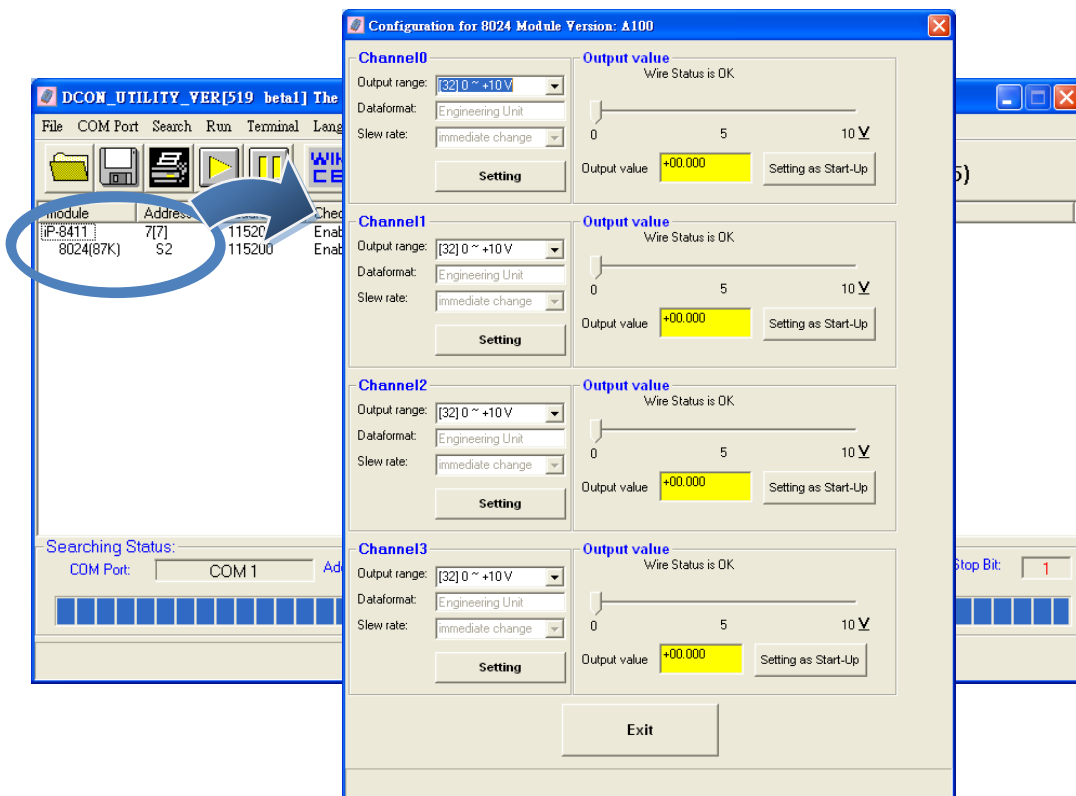 Configuration for 8024 Module Version: A100
DCON_UTILITY_VER[519 beta1] The
File COM Port Search Run Terminal
5)
module Address
iP-8411 7[7]
8024(87K) S2 115200
Searching Status:
COM Port: COM 1
Stop Bit: 1
Channel0
Output range: [32] 0 ~ +10 V
Dataformat: Engineering Unit
Slew rate: immediate change
Setting
Output value
Wire Status is OK
0 5 10 V
Output value +00.000 Setting as Start-Up
Channel1
Output range: [32] 0 ~ +10 V
Dataformat: Engineering Unit
Slew rate: immediate change
Setting
Output value
Wire Status is OK
0 5 10 V
Output value +00.000 Setting as Start-Up
Channel2
Output range: [32] 0 ~ +10 V
Dataformat: Engineering Unit
Slew rate: immediate change
Setting
Output value
Wire Status is OK
0 5 10 V
Output value +00.000 Setting as Start-Up
Channel3
Output range: [32] 0 ~ +10 V
Dataformat: Engineering Unit
Slew rate: immediate change
Setting
Output value
Wire Status is OK
0 5 10 V
Output value +00.000 Setting as Start-Up
Exit